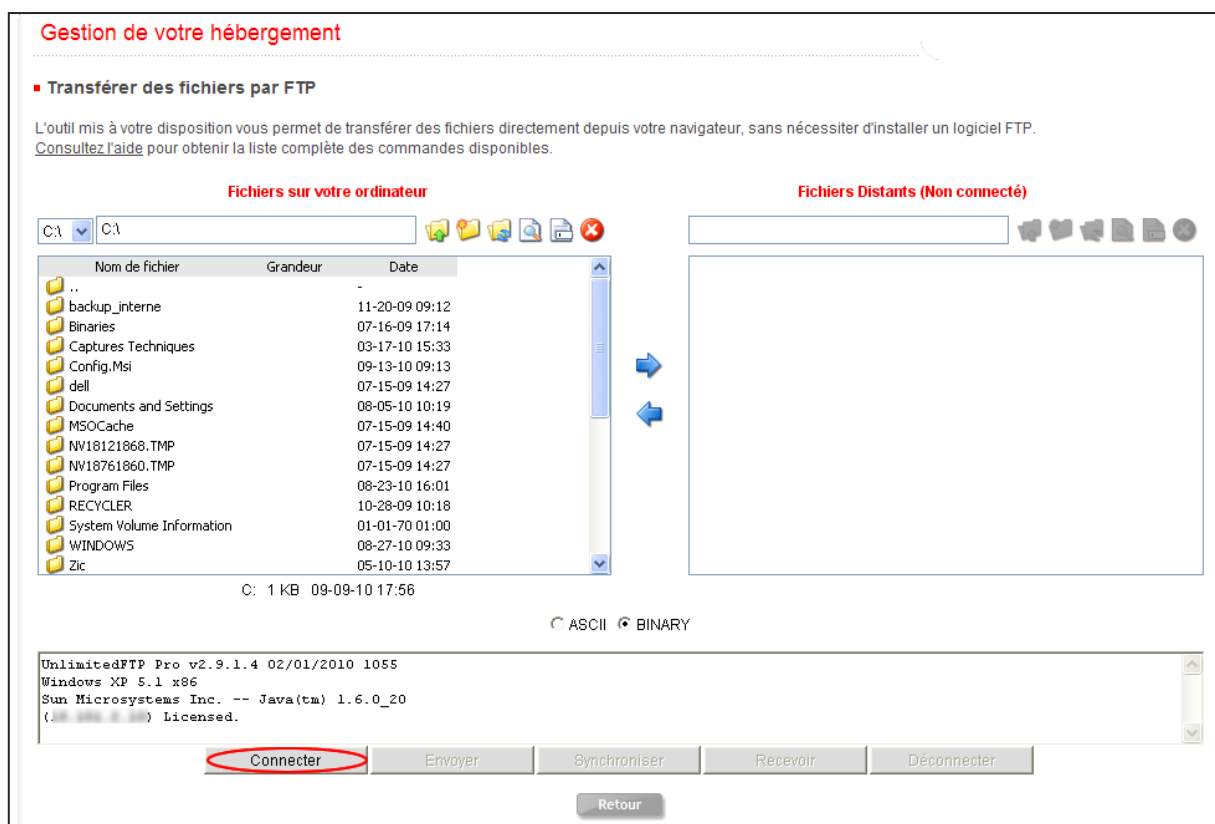 Gestion de votre hébergement
Transférer des fichiers par FTP
L'outil mis à votre disposition vous permet de transférer des fichiers directement depuis votre navigateur, sans nécessiter d'installer un logiciel FTP.
Consultez l'aide pour obtenir la liste complète des commandes disponibles.
Fichiers sur votre ordinateur
Fichiers Distants (Non connecté)
C:\ C:\
Nom de fichier Grandeur Date
.. -
backup_interne 11-20-09 09:12
Binaries 07-16-09 17:14
Captures Techniques 03-17-10 15:33
Config.Msi 09-13-10 09:13
dell 07-15-09 14:27
Documents and Settings 08-05-10 10:19
MSOCache 07-15-09 14:40
NV18121868.TMP 07-15-09 14:27
NV18761860.TMP 07-15-09 14:27
Program Files 08-23-10 16:01
RECYCLER 10-28-09 10:18
System Volume Information 01-01-70 01:00
WINDOWS 08-27-10 09:33
Zic 05-10-10 13:57
C: 1 KB 09-09-10 17:56
ASCII BINARY
UnlimitedFTP Pro v2.9.1.4 02/01/2010 1055
Windows XP 5.1 x86
Sun Microsystems Inc. -- Java(tm) 1.6.0_20
( ) Licensed.
Connecter Envoyer Synchroniser Recevoir Déconnecter
Retour